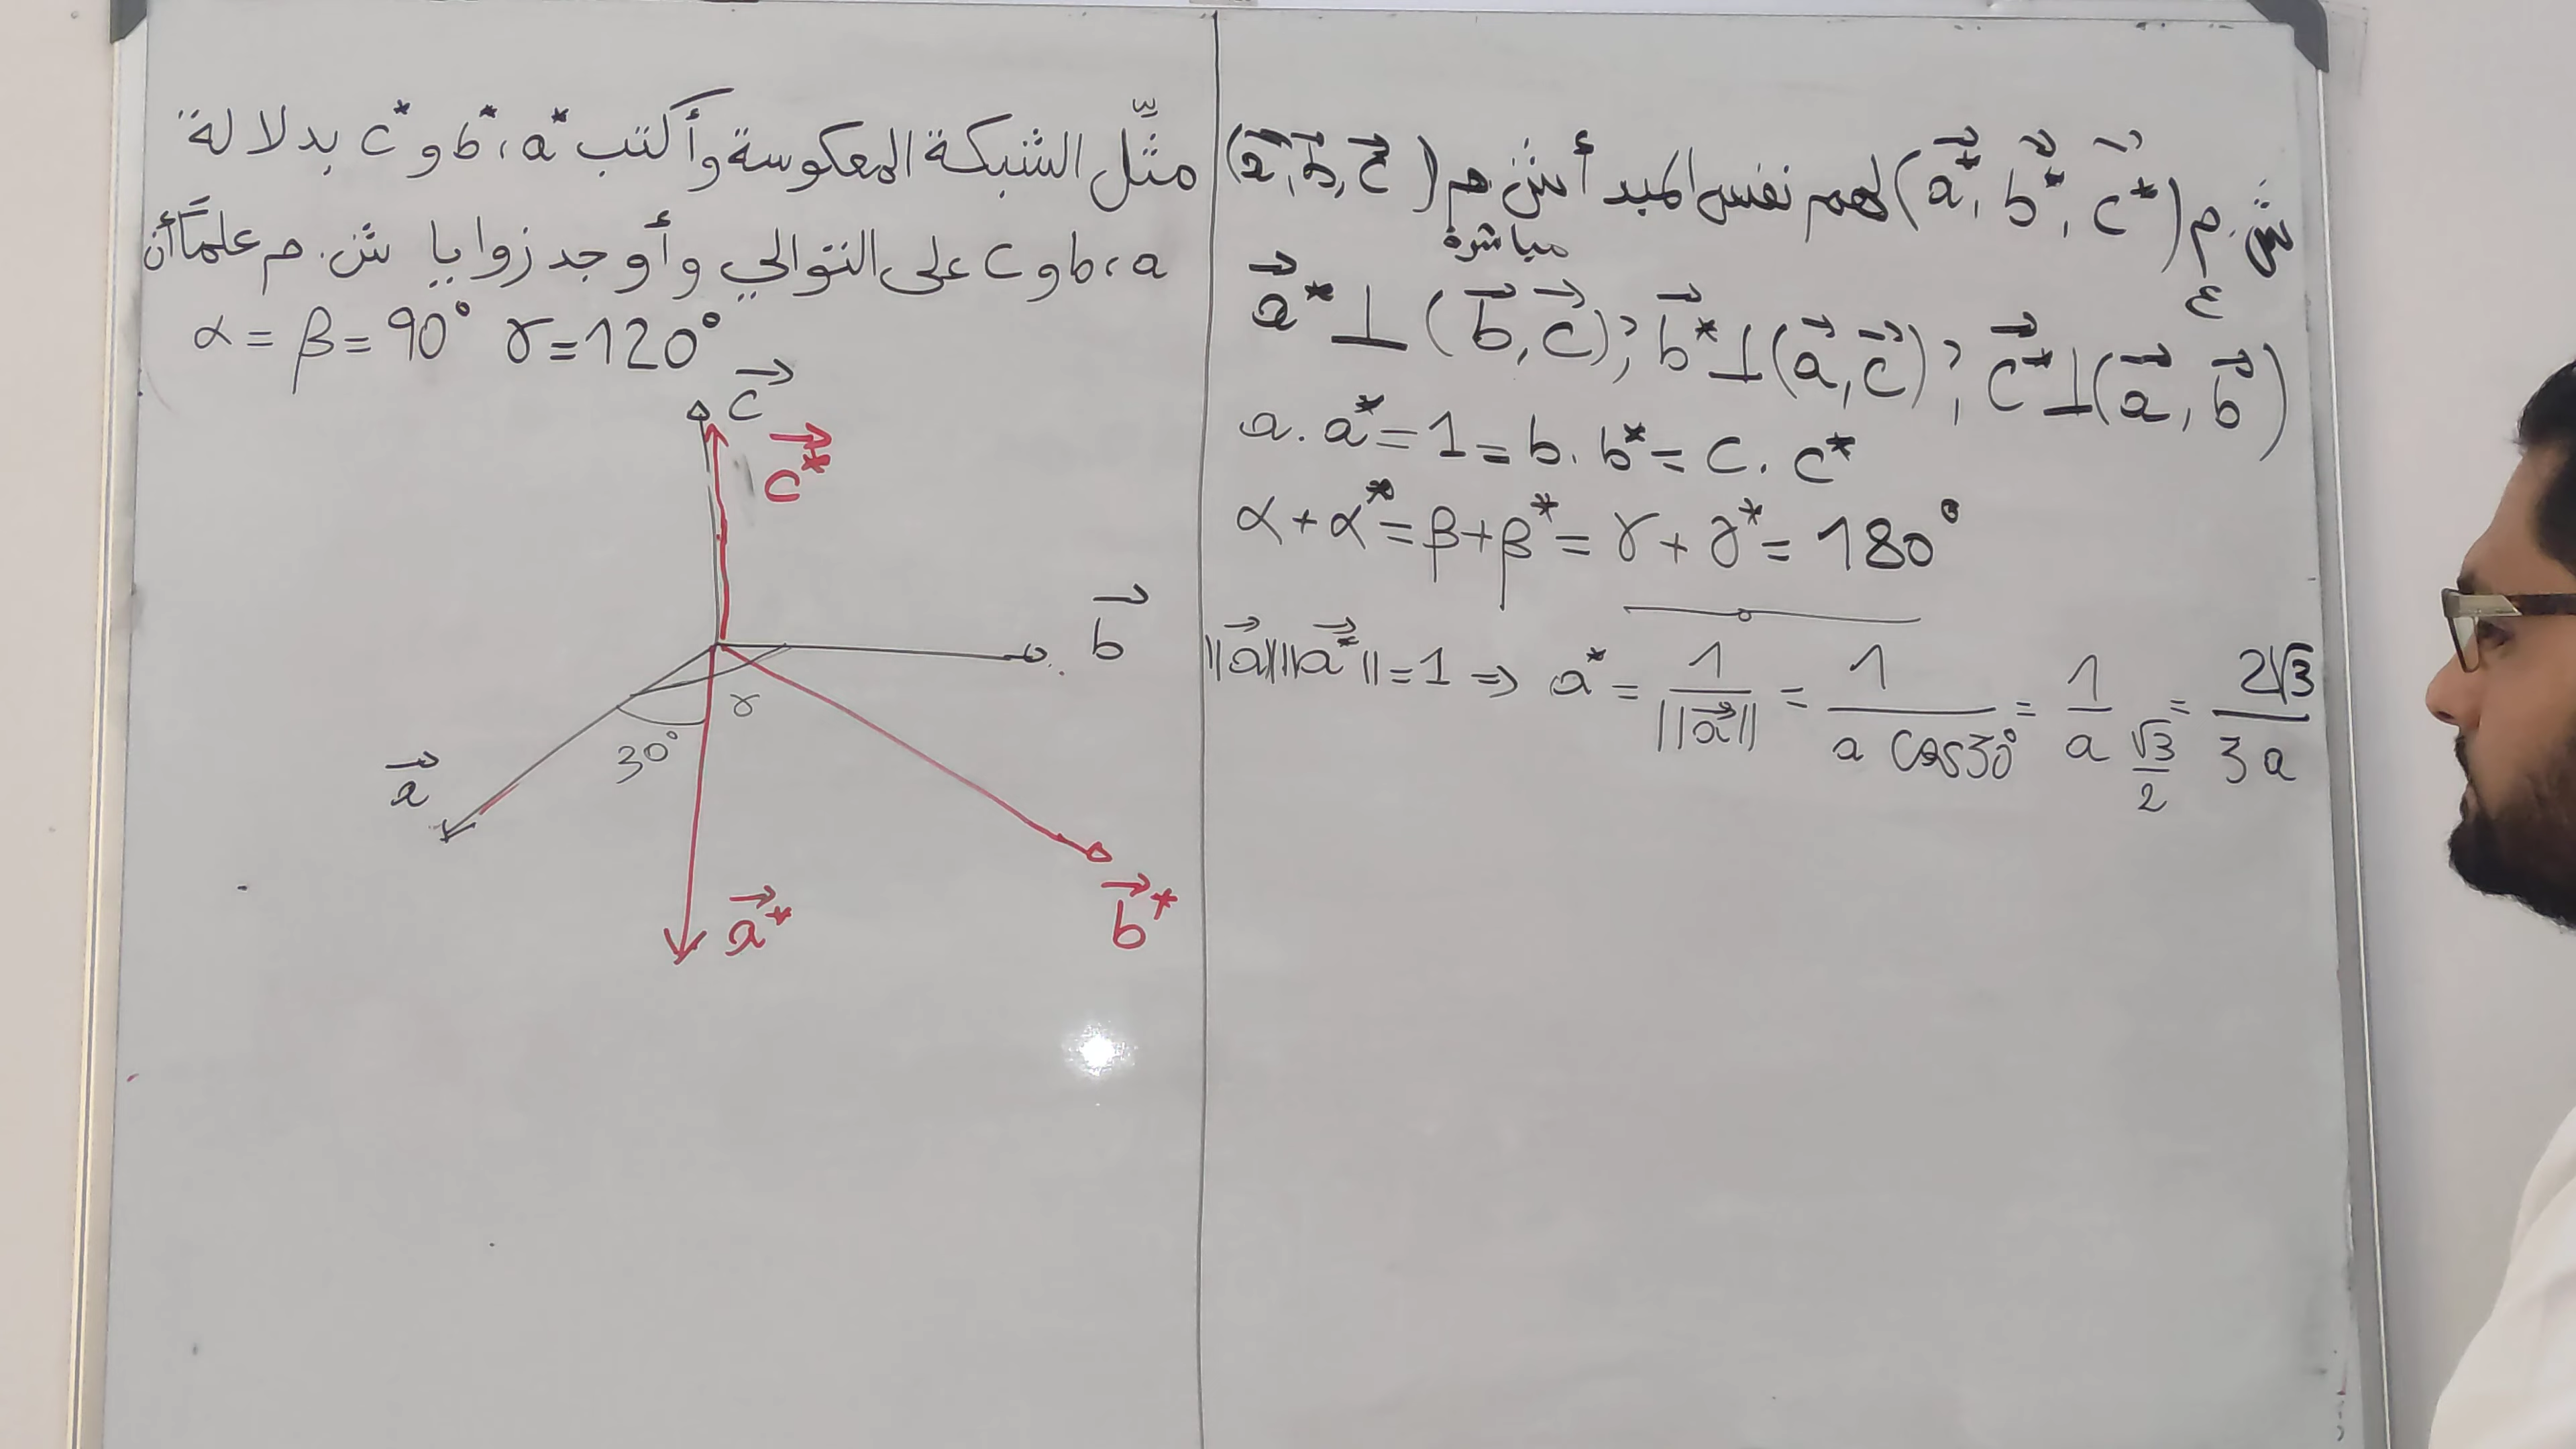 مثّل الشبكة المعكوسة وأكتب a*، b* و c* بدلالة
a، b و c على التوالي وأوجد زوايا ش.م علماً أن
α = β = 90° γ = 120°
c⃗
c⃗*
b⃗
γ
30°
a⃗
a⃗*
b⃗*
ش.م (a⃗*, b⃗*, c⃗*) لهم نفس المبدأ ش.م (a⃗, b⃗, c⃗)
ع
مباشرة
a⃗* ⊥ (b⃗, c⃗); b⃗* ⊥ (a⃗, c⃗); c⃗* ⊥ (a⃗, b⃗)
a. a* = 1 = b. b* = c. c*
α + α* = β + β* = γ + γ* = 180°
||a⃗|| ||a⃗*|| = 1 ⇒ a* = 1/||a⃗|| = 1/(a cos30°) = 1/(a √3/2) = 2√3/3a